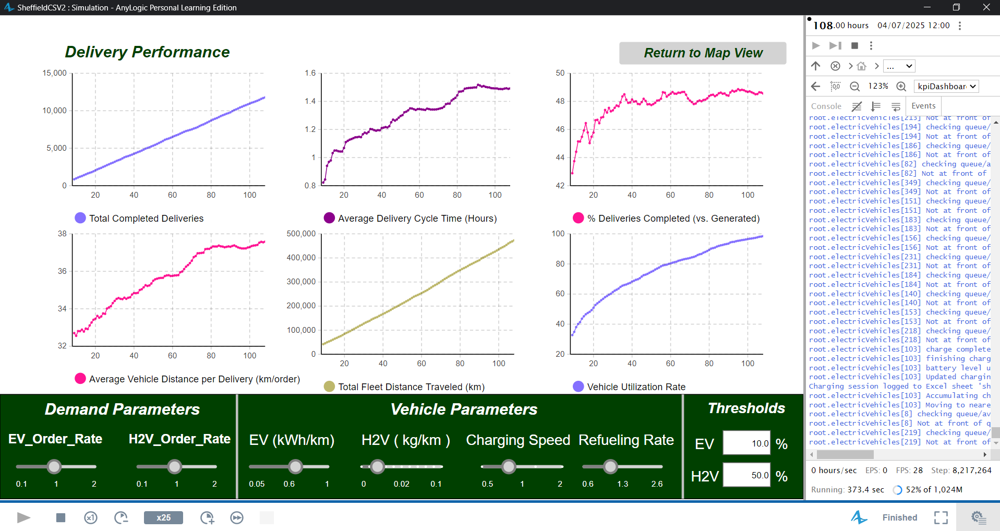 SheffieldCSV2 : Simulation - AnyLogic Personal Learning Edition
108.00 hours 04/07/2025 12:00
Delivery Performance
Return to Map View
15,000
10,000
5,000
0
20 40 60 80 100
Total Completed Deliveries
1.6
1.4
1.2
1
0.8
20 40 60 80 100
Average Delivery Cycle Time (Hours)
50
48
46
44
42
20 40 60 80 100
% Deliveries Completed (vs. Generated)
38
36
34
32
20 40 60 80 100
Average Vehicle Distance per Delivery (km/order)
500,000
400,000
300,000
200,000
100,000
0
20 40 60 80 100
Total Fleet Distance Traveled (km)
100
80
60
40
20
20 40 60 80 100
Vehicle Utilization Rate
Demand Parameters
EV_Order_Rate H2V_Order_Rate
0.1 1 2 0.1 1 2
Vehicle Parameters
EV (kWh/km) H2V ( kg/km ) Charging Speed Refueling Rate
0.05 0.6 1 0 0.02 0.1 0.5 1 2 0.6 1.3 2.6
Thresholds
EV 10.0 %
H2V 50.0 %
...
123% kpiDashboar
Console Events
root.electricVehicles[213] Not at front of
root.electricVehicles[194] checking queue/
root.electricVehicles[194] Not at front of
root.electricVehicles[186] checking queue/
root.electricVehicles[186] Not at front of
root.electricVehicles[82] checking queue/a
root.electricVehicles[82] Not at front of
root.electricVehicles[349] checking queue/
root.electricVehicles[349] Not at front of
root.electricVehicles[151] checking queue/
root.electricVehicles[151] Not at front of
root.electricVehicles[183] checking queue/
root.electricVehicles[183] Not at front of
root.electricVehicles[156] checking queue/
root.electricVehicles[156] Not at front of
root.electricVehicles[231] checking queue/
root.electricVehicles[231] Not at front of
root.electricVehicles[184] checking queue/
root.electricVehicles[184] Not at front of
root.electricVehicles[140] checking queue/
root.electricVehicles[140] Not at front of
root.electricVehicles[153] checking queue/
root.electricVehicles[153] Not at front of
root.electricVehicles[218] checking queue/
root.electricVehicles[218] Not at front of
root.electricVehicles[103] charge complete
root.electricVehicles[103] finishing charg
root.electricVehicles[103] battery level u
root.electricVehicles[103] Updated chargin
Charging session logged to Excel sheet 'sh
root.electricVehicles[103] Accumulating ch
root.electricVehicles[103] Moving to neare
root.electricVehicles[8] checking queue/av
root.electricVehicles[8] Not at front of q
root.electricVehicles[219] checking queue/
root.electricVehicles[219] Not at front of
0 hours/sec EPS: 0 FPS: 28 Step: 8,217,264
Running: 373.4 sec 52% of 1,024M
x1 x25 Finished